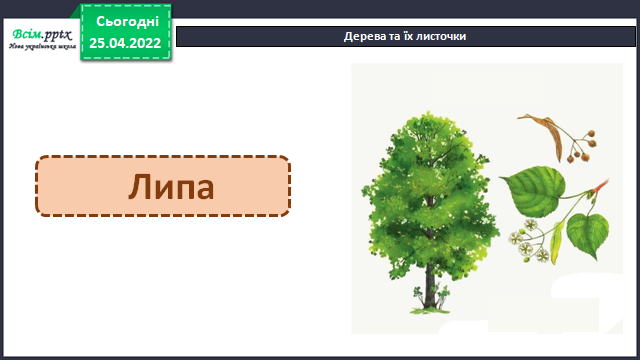 Всім.pptx
Нова українська школа
Сьогодні
25.04.2022
Дерева та їх листочки
Липа